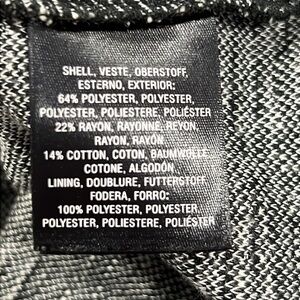 SHELL, VESTE, OBERSTOFF,
ESTERNO, EXTERIOR:
64% POLYESTER, POLYESTER,
POLYESTER, POLIESTERE, POLIÉSTER
22% RAYON, RAYONNE, REYON,
RAYON, RAYÓN
14% COTTON, COTON, BAUMWOLLE,
COTONE, ALGODÓN
LINING, DOUBLURE, FUTTERSTOFF,
FODERA, FORRO:
100% POLYESTER, POLYESTER,
POLYESTER, POLIESTERE, POLIÉSTER